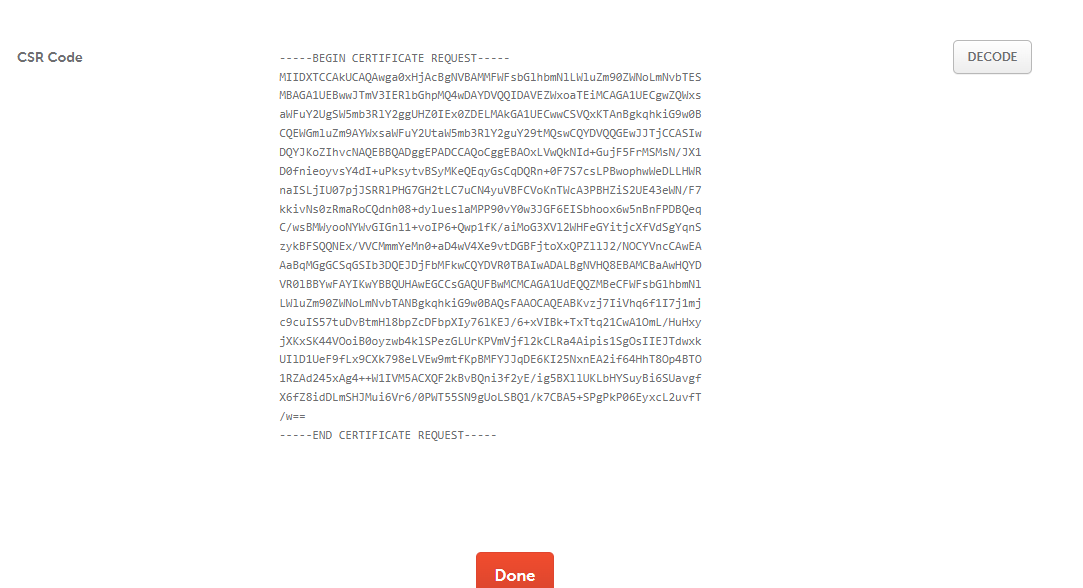 CSR Code
-----BEGIN CERTIFICATE REQUEST-----
DECODE
MIIDXTCCAkUCAQAwga0xHjAcBgNVBAMMFWFsbGlhbmNlLWluZm90ZWNoLmNvbTES
MBAGA1UEBwwJTmV3IERlbGhpMQ4wDAYDVQQIDAVEZWxoaTEiMCAGA1UECgwZQWxs
aWFuY2UgSW5mb3RlY2ggUHZ0IEx0ZDELMAkGA1UECwwCSVQxKTAnBgkqhkiG9w0B
CQEWGmluZm9AYWxsaWFuY2UtaW5mb3RlY2guY29tMQswCQYDVQQGEwJJTjCCASIw
DQYJKoZIhvcNAQEBBQADggEPADCCAQoCggEBAOxLVwQkNId+GujF5FrMSMsN/JX1
D0fnieoyvsY4dI+uPksytvBSyMKeQEqyGsCqDQRn+0F7S7csLPBwophwWeDLLHWR
naISLjIU07pjJSRRlPHG7GH2tLC7uCN4yuVBFCVoKnTWcA3PBHZiS2UE43eWN/F7
kkivNs0zRmaRoCQdnh08+dylueslaMPP90vY0w3JGF6EISbhoox6w5nBnFPDBQeq
C/wsBMWyooNYWvGIGnl1+voIP6+Qwp1fK/aiMoG3XVl2WHFeGYitjcXfVdSgYqnS
zykBFSQQNEx/VVCMmmYeMn0+aD4wV4Xe9vtDGBFjtoXxQPZllJ2/NOCYVncCAwEA
AaBqMGgGCSqGSIb3DQEJDjFbMFkwCQYDVR0TBAIwADALBgNVHQ8EBAMCBaAwHQYD
VR0lBBYwFAYIKwYBBQUHAwEGCCsGAQUFBwMCMCAGA1UdEQQZMBeCFWFsbGlhbmNl
LWluZm90ZWNoLmNvbTANBgkqhkiG9w0BAQsFAAOCAQEABKvzj7IiVhq6f1I7j1mj
c9cuIS57tuDvBtmHl8bpZcDFbpXIy76lKEJ/6+xVIBk+TxTtq21CwA1OmL/HuHxy
jXKxSK44VOoiB0oyzwb4klSPezGLUrKPVmVjfl2kCLRa4Aipis1SgOsIIEJTdwxk
UIlD1UeF9fLx9CXk798eLVEw9mtfKpBMFYJJqDE6KI25NxnEA2if64HhT8Op4BTO
1RZAd245xAg4++W1IVM5ACXQF2kBvBQni3f2yE/ig5BXllUKLbHYSuyBi6SUavgf
X6fZ8idDLmSHJMui6Vr6/0PWT55SN9gUoLSBQ1/k7CBA5+SPgPkP06EyxcL2uvfT
/w==
-----END CERTIFICATE REQUEST-----
Done